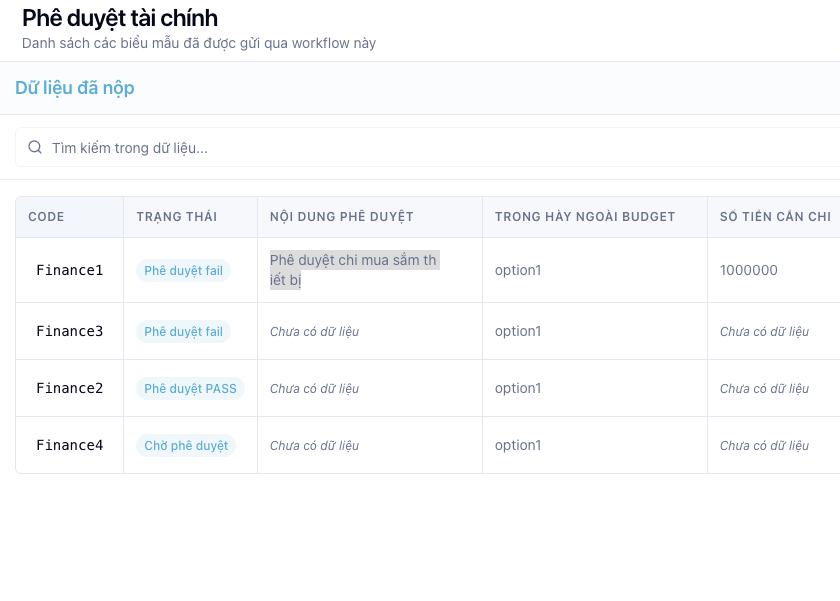 Phê duyệt tài chính
Danh sách các biểu mẫu đã được gửi qua workflow này
Dữ liệu đã nộp
Tìm kiếm trong dữ liệu...
CODE TRẠNG THÁI NỘI DUNG PHÊ DUYỆT TRONG HÀY NGOÀI BUDGET SỐ TIỀN CẦN CHI
Finance1 Phê duyệt fail Phê duyệt chi mua sắm th option1 1000000
iết bị
Finance3 Phê duyệt fail Chưa có dữ liệu option1 Chưa có dữ liệu
Finance2 Phê duyệt PASS Chưa có dữ liệu option1 Chưa có dữ liệu
Finance4 Chờ phê duyệt Chưa có dữ liệu option1 Chưa có dữ liệu